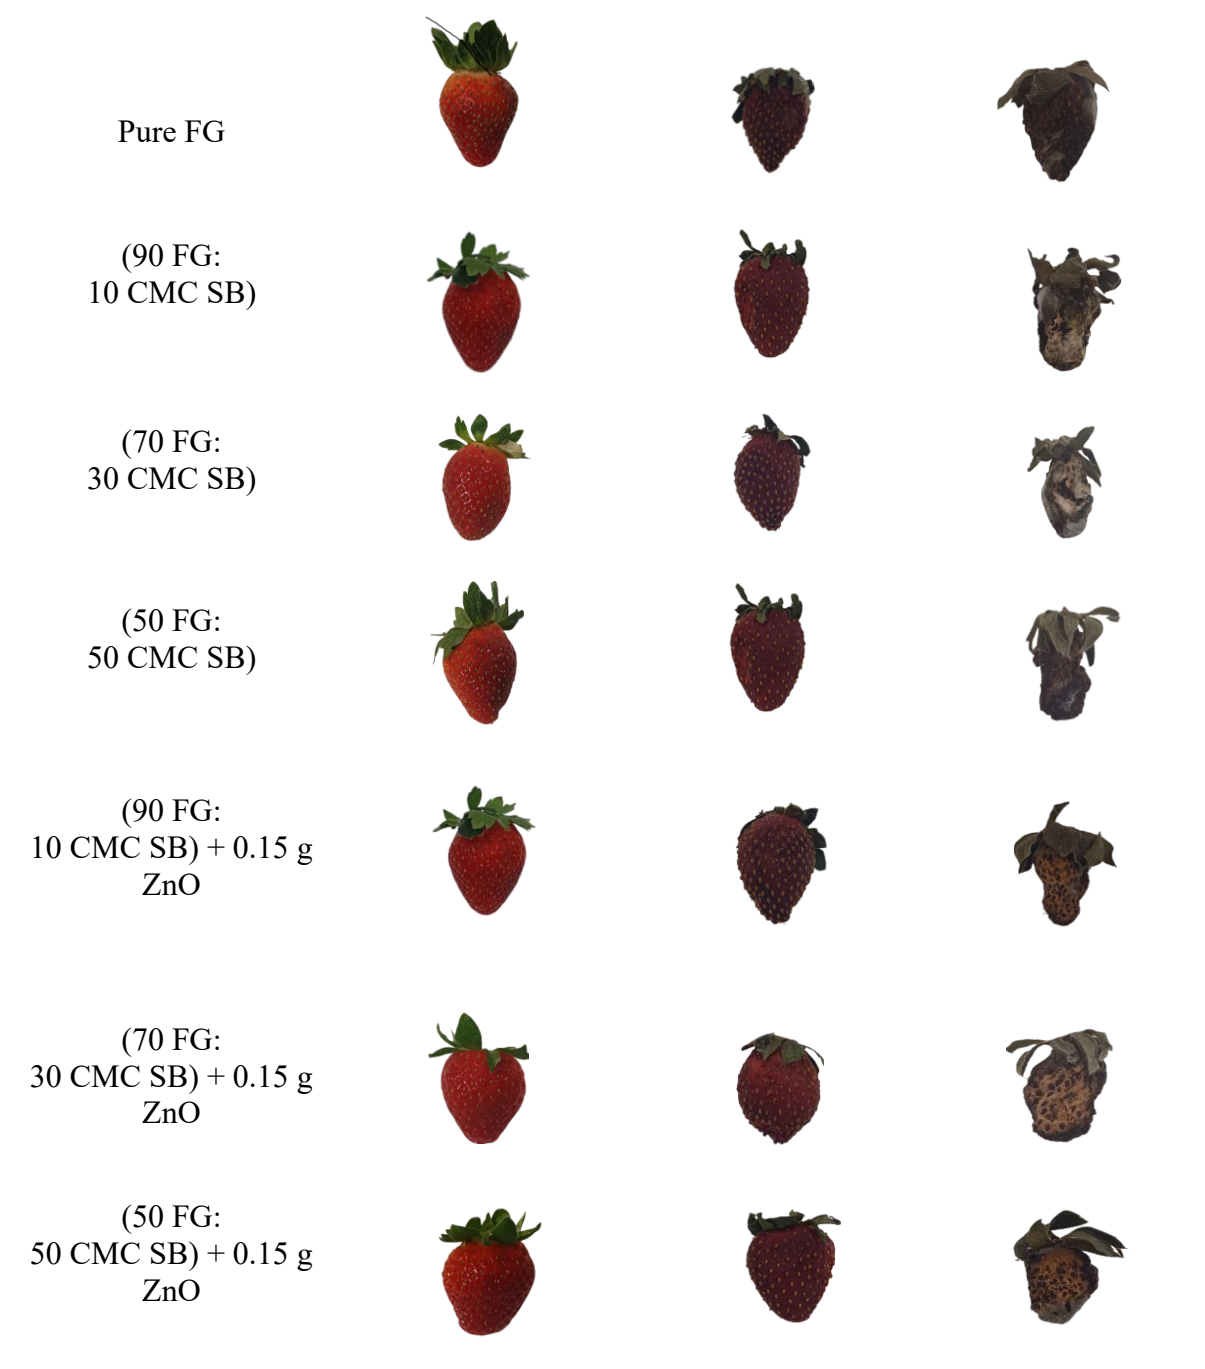 Pure FG
(90 FG:
10 CMC SB)
(70 FG:
30 CMC SB)
(50 FG:
50 CMC SB)
(90 FG:
10 CMC SB) + 0.15 g
ZnO
(70 FG:
30 CMC SB) + 0.15 g
ZnO
(50 FG:
50 CMC SB) + 0.15 g
ZnO